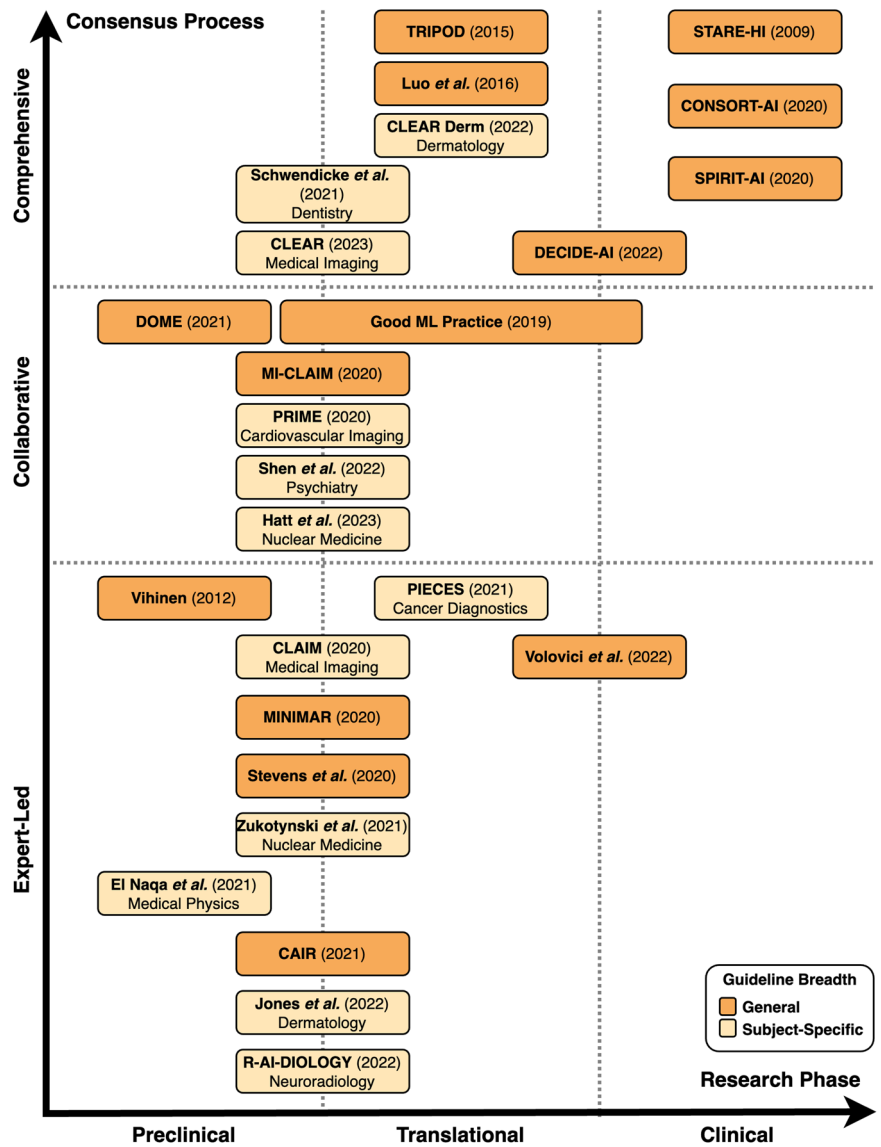 Consensus Process
Comprehensive
TRIPOD (2015)
STARE-HI (2009)
Luo et al. (2016)
CONSORT-AI (2020)
CLEAR Derm (2022)
Dermatology
Schwendicke et al.
(2021)
Dentistry
SPIRIT-AI (2020)
CLEAR (2023)
Medical Imaging
DECIDE-AI (2022)
Collaborative
DOME (2021)
Good ML Practice (2019)
MI-CLAIM (2020)
PRIME (2020)
Cardiovascular Imaging
Shen et al. (2022)
Psychiatry
Hatt et al. (2023)
Nuclear Medicine
Expert-Led
Vihinen (2012)
PIECES (2021)
Cancer Diagnostics
CLAIM (2020)
Medical Imaging
Volovici et al. (2022)
MINIMAR (2020)
Stevens et al. (2020)
Zukotynski et al. (2021)
Nuclear Medicine
El Naqa et al. (2021)
Medical Physics
CAIR (2021)
Jones et al. (2022)
Dermatology
R-AI-DIOLOGY (2022)
Neuroradiology
Guideline Breadth
General
Subject-Specific
Research Phase
Preclinical
Translational
Clinical